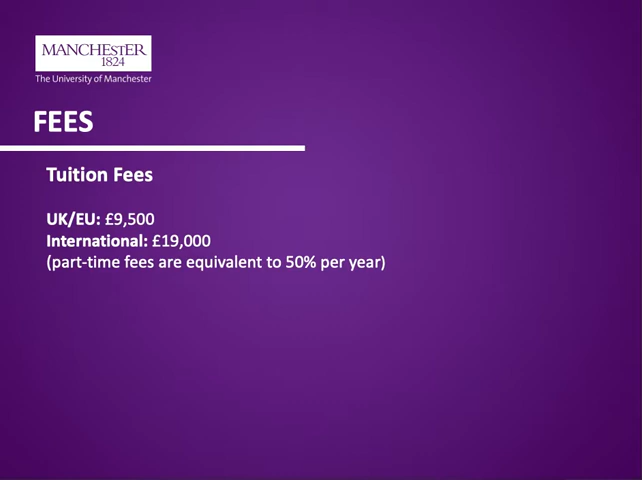 MANCHESTER
1824
The University of Manchester
FEES
Tuition Fees
UK/EU: £9,500
International: £19,000
(part-time fees are equivalent to 50% per year)